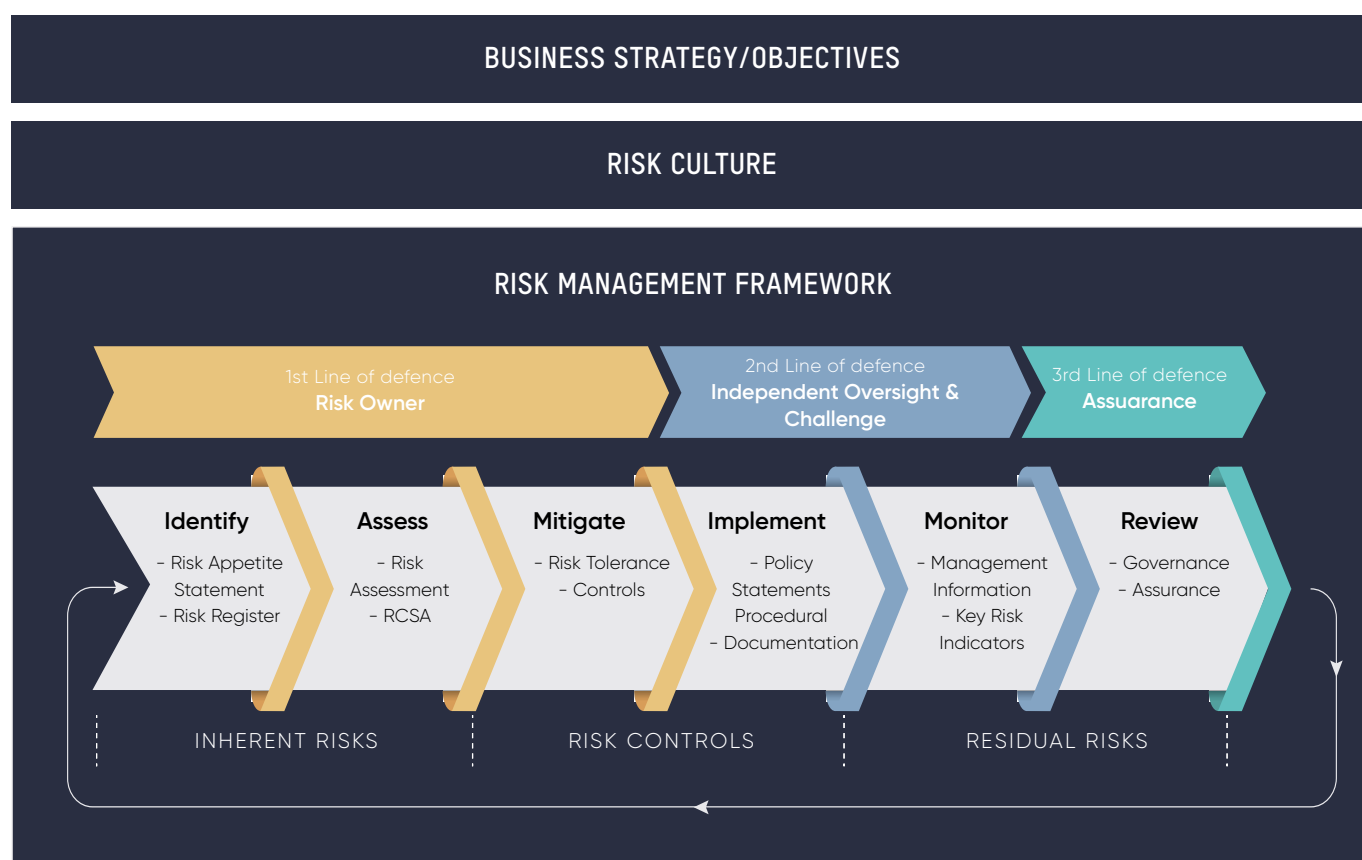 BUSINESS STRATEGY/OBJECTIVES
RISK CULTURE
RISK MANAGEMENT FRAMEWORK
1st Line of defence
Risk Owner
2nd Line of defence
Independent Oversight &
Challenge
3rd Line of defence
Assuarance
Identify
- Risk Appetite
Statement
- Risk Register
Assess
- Risk
Assessment
- RCSA
Mitigate
- Risk Tolerance
- Controls
Implement
- Policy
Statements
Procedural
- Documentation
Monitor
- Management
Information
- Key Risk
Indicators
Review
- Governance
- Assurance
INHERENT RISKS
RISK CONTROLS
RESIDUAL RISKS